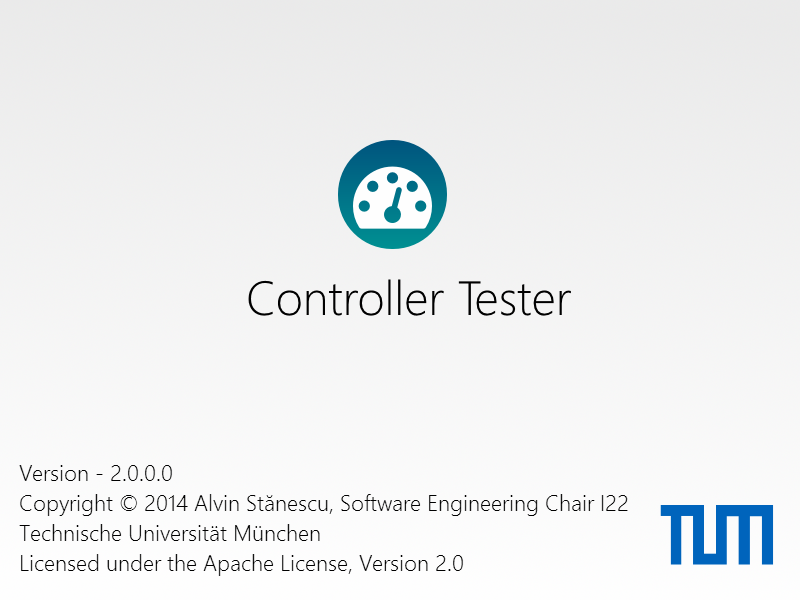 Controller Tester
Version - 2.0.0.0
Copyright © 2014 Alvin Stănescu, Software Engineering Chair I22
Technische Universität München
TUM
Licensed under the Apache License, Version 2.0